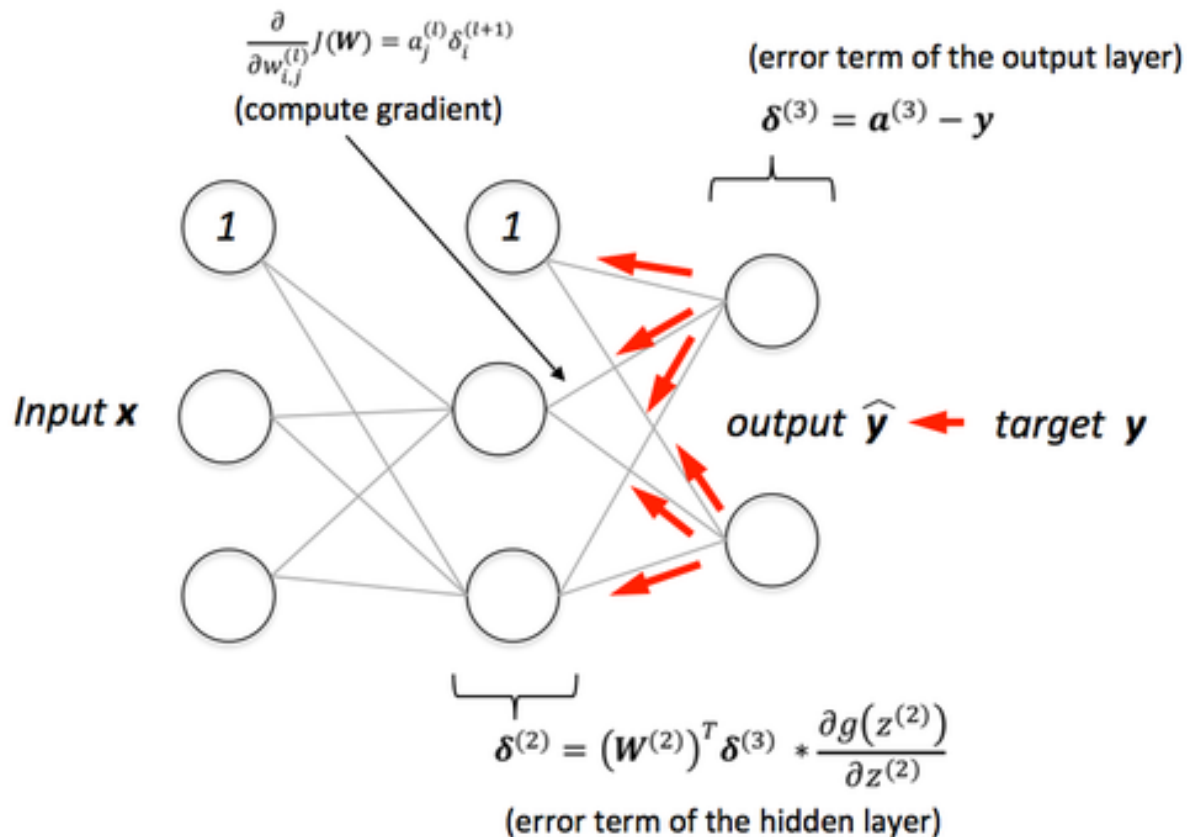 ∂/∂w_{i,j}^{(l)} J(W) = a_j^{(l)} δ_i^{(l+1)}
(compute gradient)
(error term of the output layer)
δ^{(3)} = a^{(3)} − y
1
1
Input x
output ŷ
target y
δ^{(2)} = (W^{(2)})^T δ^{(3)} * ∂g(z^{(2)})/∂z^{(2)}
(error term of the hidden layer)